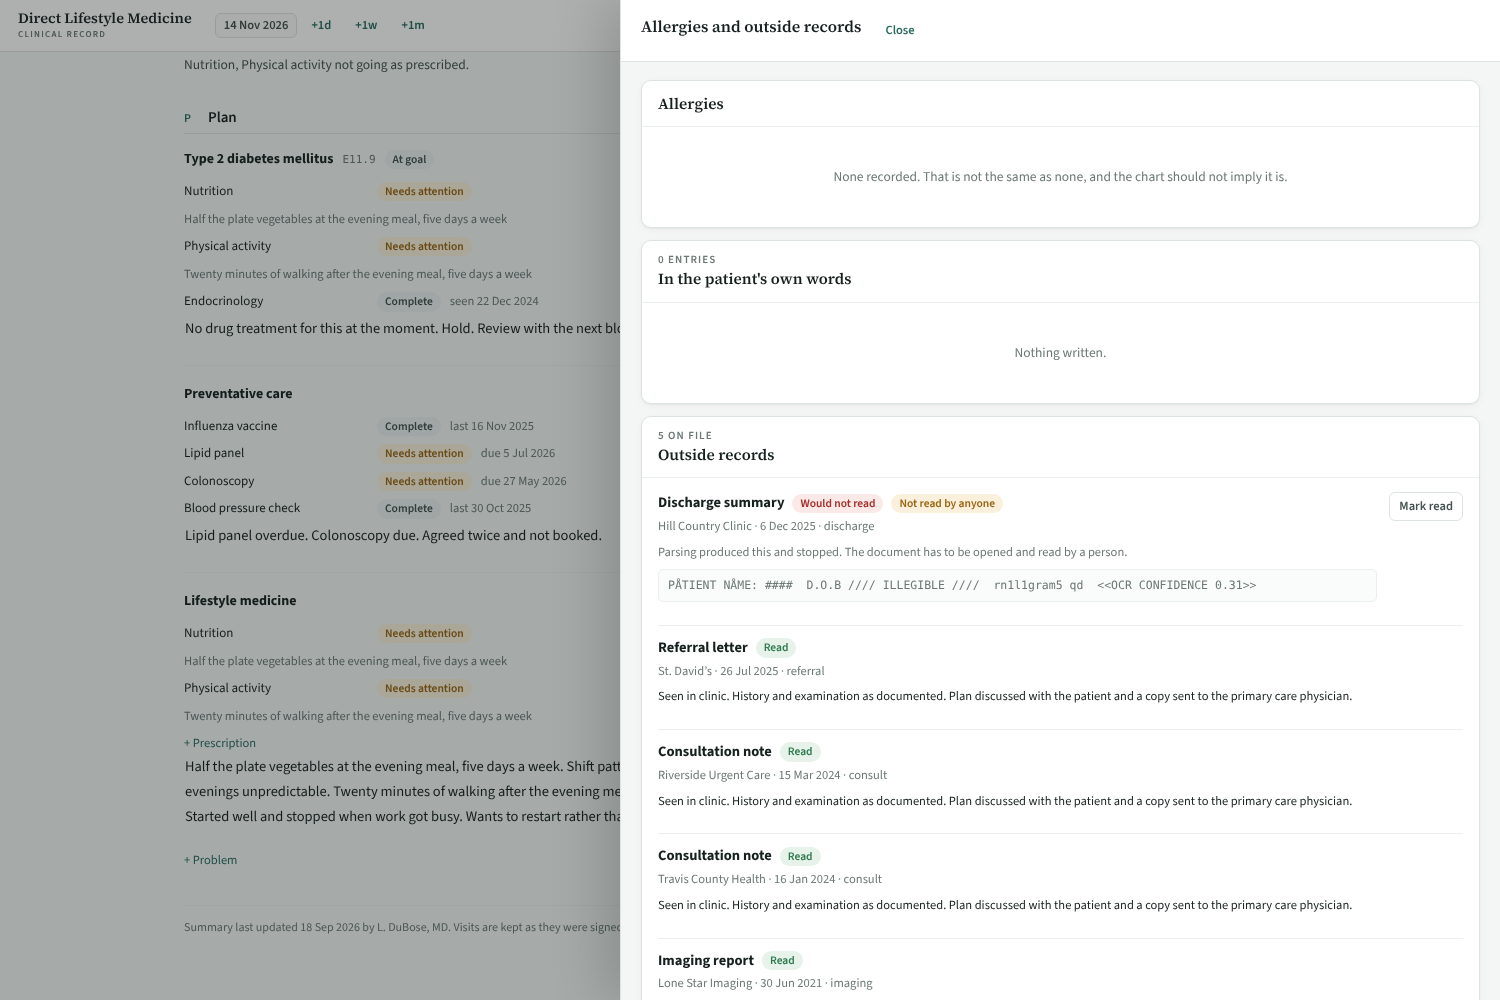 Direct Lifestyle Medicine
CLINICAL RECORD
14 Nov 2026 +1d +1w +1m
Nutrition, Physical activity not going as prescribed.
P Plan
Type 2 diabetes mellitus E11.9 At goal
Nutrition Needs attention
Half the plate vegetables at the evening meal, five days a week
Physical activity Needs attention
Twenty minutes of walking after the evening meal, five days a week
Endocrinology Complete seen 22 Dec 2024
No drug treatment for this at the moment. Hold. Review with the next
Preventative care
Influenza vaccine Complete last 16 Nov 2025
Lipid panel Needs attention due 5 Jul 2026
Colonoscopy Needs attention due 27 May 2026
Blood pressure check Complete last 30 Oct 2025
Lipid panel overdue. Colonoscopy due. Agreed twice and not booked.
Lifestyle medicine
Nutrition Needs attention
Half the plate vegetables at the evening meal, five days a week
Physical activity Needs attention
Twenty minutes of walking after the evening meal, five days a week
+ Prescription
Half the plate vegetables at the evening meal, five days a week. Shift
evenings unpredictable. Twenty minutes of walking after the evening
Started well and stopped when work got busy. Wants to restart rather
+ Problem
Summary last updated 18 Sep 2026 by L. DuBose, MD. Visits are kept as they were signed
Allergies and outside records Close
Allergies
None recorded. That is not the same as none, and the chart should not imply it is.
0 ENTRIES
In the patient's own words
Nothing written.
5 ON FILE
Outside records
Discharge summary Would not read Not read by anyone Mark read
Hill Country Clinic · 6 Dec 2025 · discharge
Parsing produced this and stopped. The document has to be opened and read by a person.
PÅTIENT NÅME: #### D.O.B //// ILLEGIBLE //// rn1l1gram5 qd <<OCR CONFIDENCE 0.31>>
Referral letter Read
St. David’s · 26 Jul 2025 · referral
Seen in clinic. History and examination as documented. Plan discussed with the patient and a copy sent to the primary care physician.
Consultation note Read
Riverside Urgent Care · 15 Mar 2024 · consult
Seen in clinic. History and examination as documented. Plan discussed with the patient and a copy sent to the primary care physician.
Consultation note Read
Travis County Health · 16 Jan 2024 · consult
Seen in clinic. History and examination as documented. Plan discussed with the patient and a copy sent to the primary care physician.
Imaging report Read
Lone Star Imaging · 30 Jun 2021 · imaging